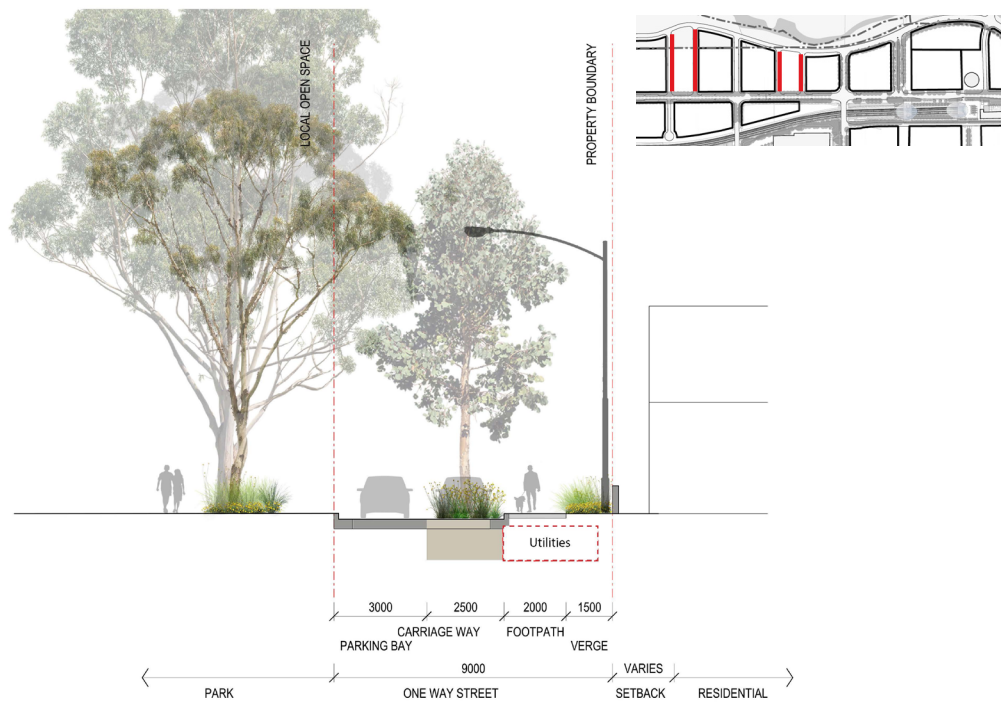 LOCAL OPEN SPACE
PROPERTY BOUNDARY
Utilities
3000 2500 2000 1500
CARRIAGE WAY FOOTPATH
PARKING BAY VERGE
9000 VARIES
PARK ONE WAY STREET SETBACK RESIDENTIAL